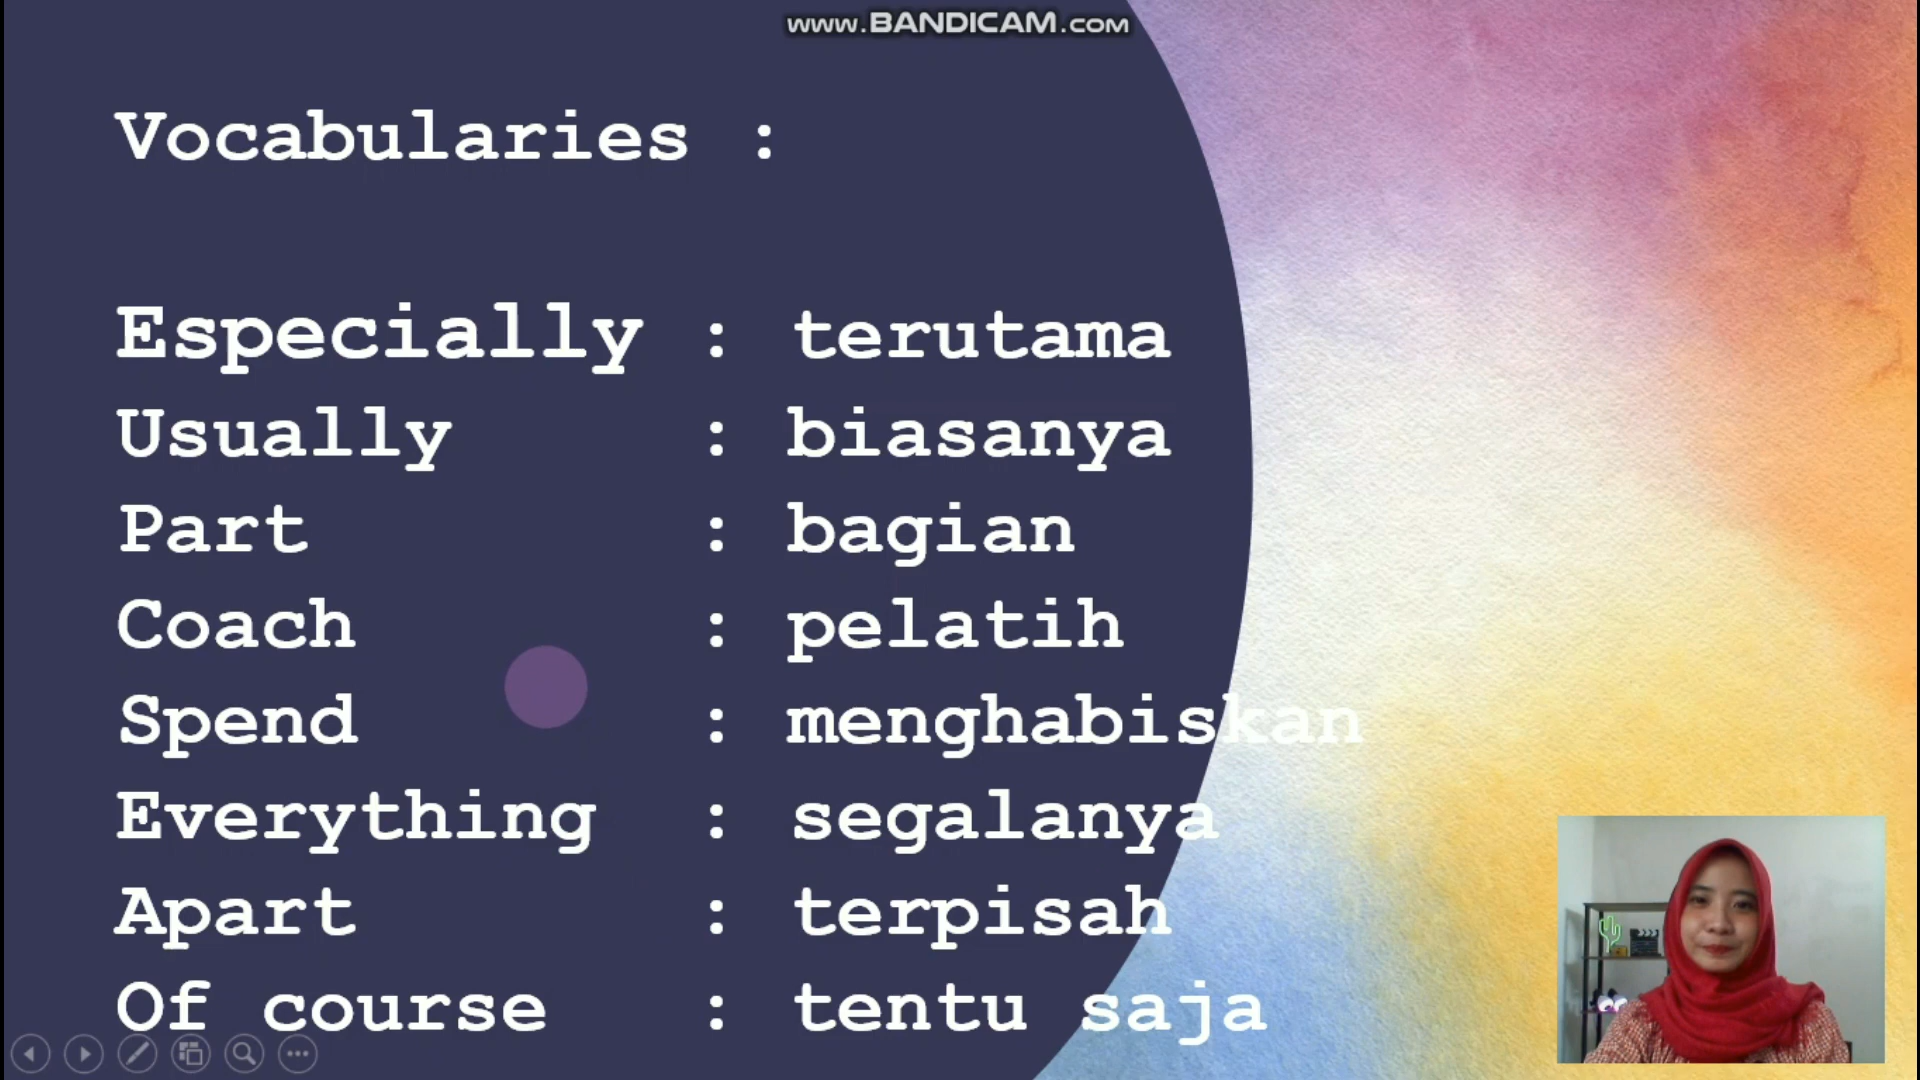 www.BANDICAM.com
Vocabularies :
Especially : terutama
Usually : biasanya
Part : bagian
Coach : pelatih
Spend : menghabiskan
Everything : segalanya
Apart : terpisah
Of course : tentu saja